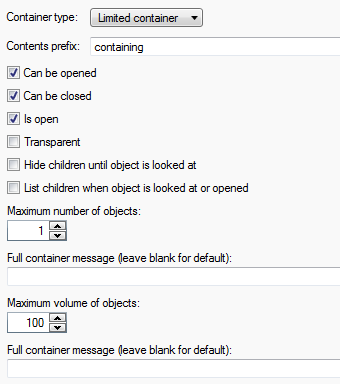 Container type: Limited container
Contents prefix: containing
Can be opened
Can be closed
Is open
Transparent
Hide children until object is looked at
List children when object is looked at or opened
Maximum number of objects:
1
Full container message (leave blank for default):
Maximum volume of objects:
100
Full container message (leave blank for default):